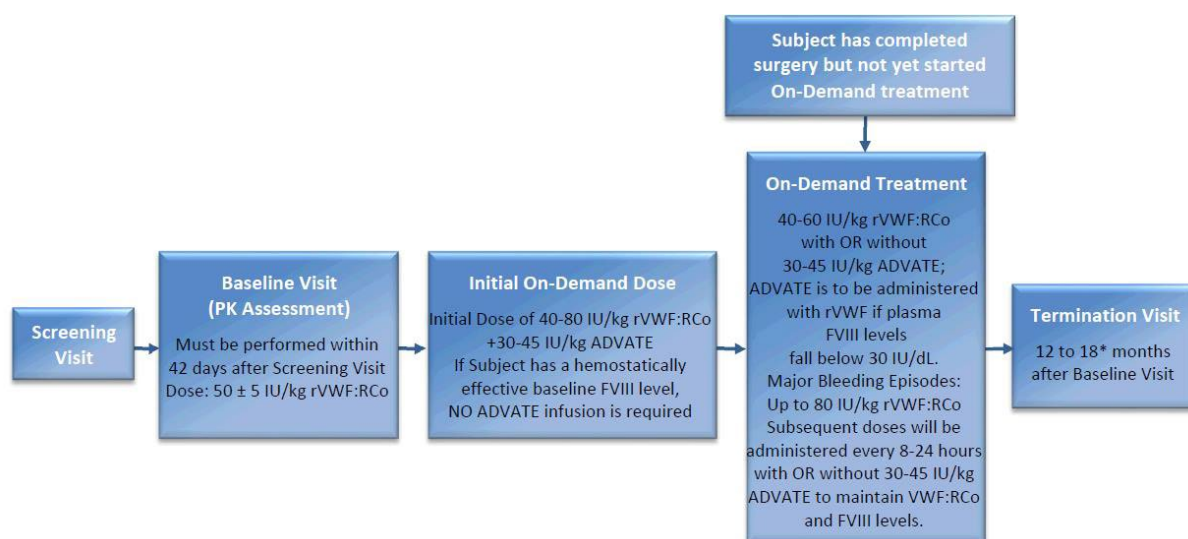 Screening
Visit
Baseline Visit
(PK Assessment)
Must be performed within
42 days after Screening Visit
Dose: 50 ± 5 IU/kg rVWF:RCo
Initial On-Demand Dose
Initial Dose of 40-80 IU/kg rVWF:RCo
+30-45 IU/kg ADVATE
If Subject has a hemostatically
effective baseline FVIII level,
NO ADVATE infusion is required
Subject has completed
surgery but not yet started
On-Demand treatment
On-Demand Treatment
40-60 IU/kg rVWF:RCo
with OR without
30-45 IU/kg ADVATE;
ADVATE is to be administered
with rVWF if plasma
FVIII levels
fall below 30 IU/dL.
Major Bleeding Episodes:
Up to 80 IU/kg rVWF:RCo
Subsequent doses will be
administered every 8-24 hours
with OR without 30-45 IU/kg
ADVATE to maintain VWF:RCo
and FVIII levels.
Termination Visit
12 to 18* months
after Baseline Visit